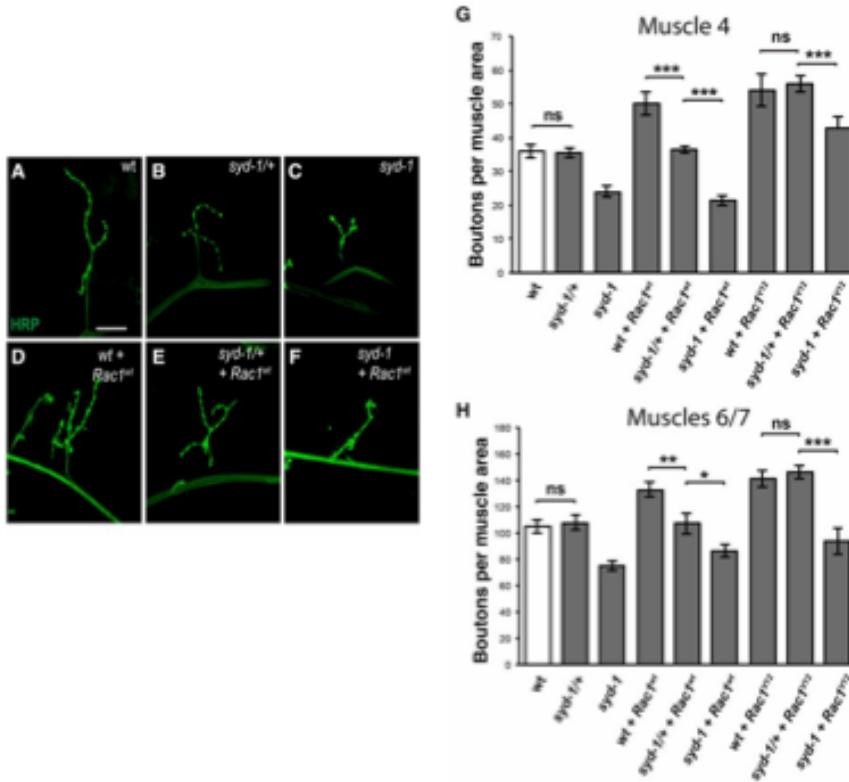 A
wt
HRP
B
syd-1/+
C
syd-1
D
wt +
Rac1ʷᵗ
E
syd-1/+
+ Rac1ʷᵗ
F
syd-1
+ Rac1ʷᵗ
G
Muscle 4
Boutons per muscle area
70
60
50
40
30
20
10
0
ns
***
***
ns
***
wt
syd-1/+
syd-1
wt + Rac1ʷᵗ
syd-1/+ + Rac1ʷᵗ
syd-1 + Rac1ʷᵗ
wt + Rac1ⱽ¹²
syd-1/+ + Rac1ⱽ¹²
syd-1 + Rac1ⱽ¹²
H
Muscles 6/7
Boutons per muscle area
180
160
140
120
100
80
60
40
20
0
ns
**
*
ns
***
wt
syd-1/+
syd-1
wt + Rac1ʷᵗ
syd-1/+ + Rac1ʷᵗ
syd-1 + Rac1ʷᵗ
wt + Rac1ⱽ¹²
syd-1/+ + Rac1ⱽ¹²
syd-1 + Rac1ⱽ¹²